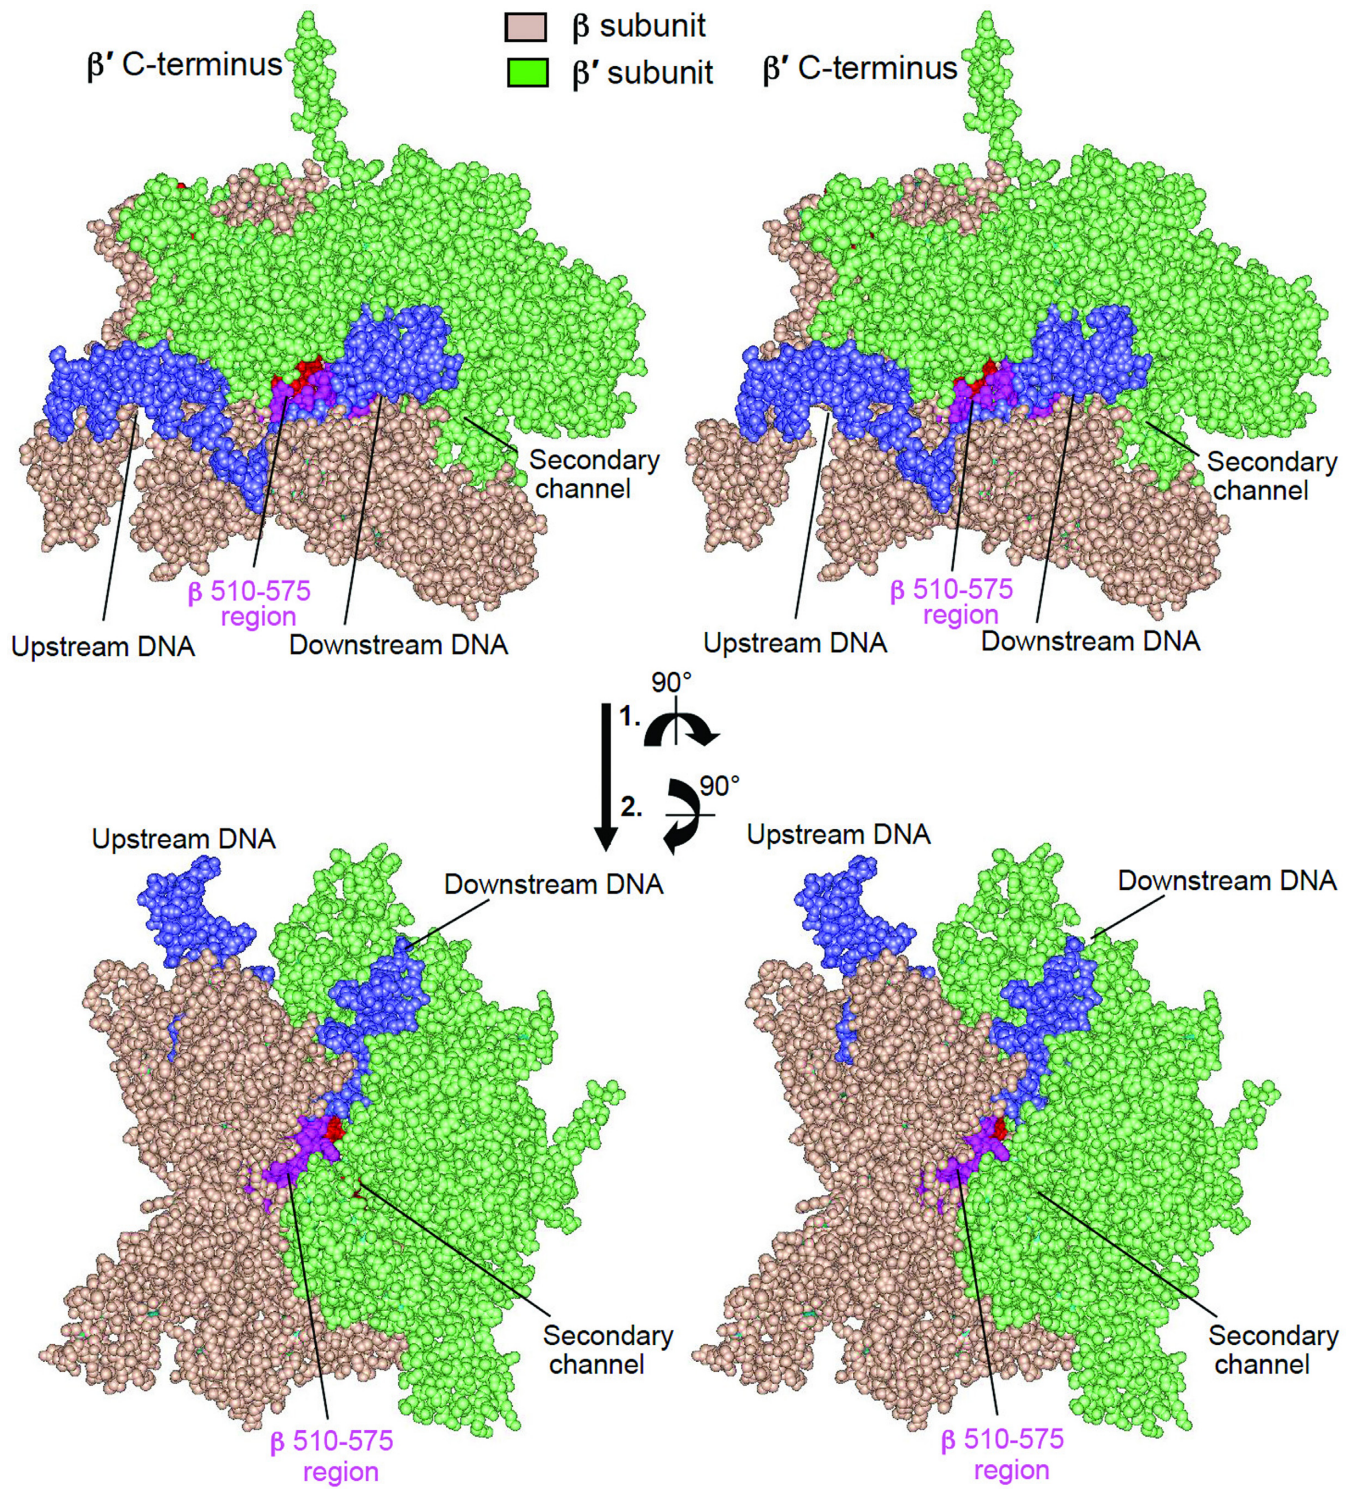 β subunit
β′ subunit
β′ C-terminus
β′ C-terminus
Secondary
channel
Secondary
channel
β 510-575
region
β 510-575
region
Upstream DNA
Downstream DNA
Upstream DNA
Downstream DNA
90°
1.
90°
2.
Upstream DNA
Downstream DNA
Upstream DNA
Downstream DNA
Secondary
channel
Secondary
channel
β 510-575
region
β 510-575
region